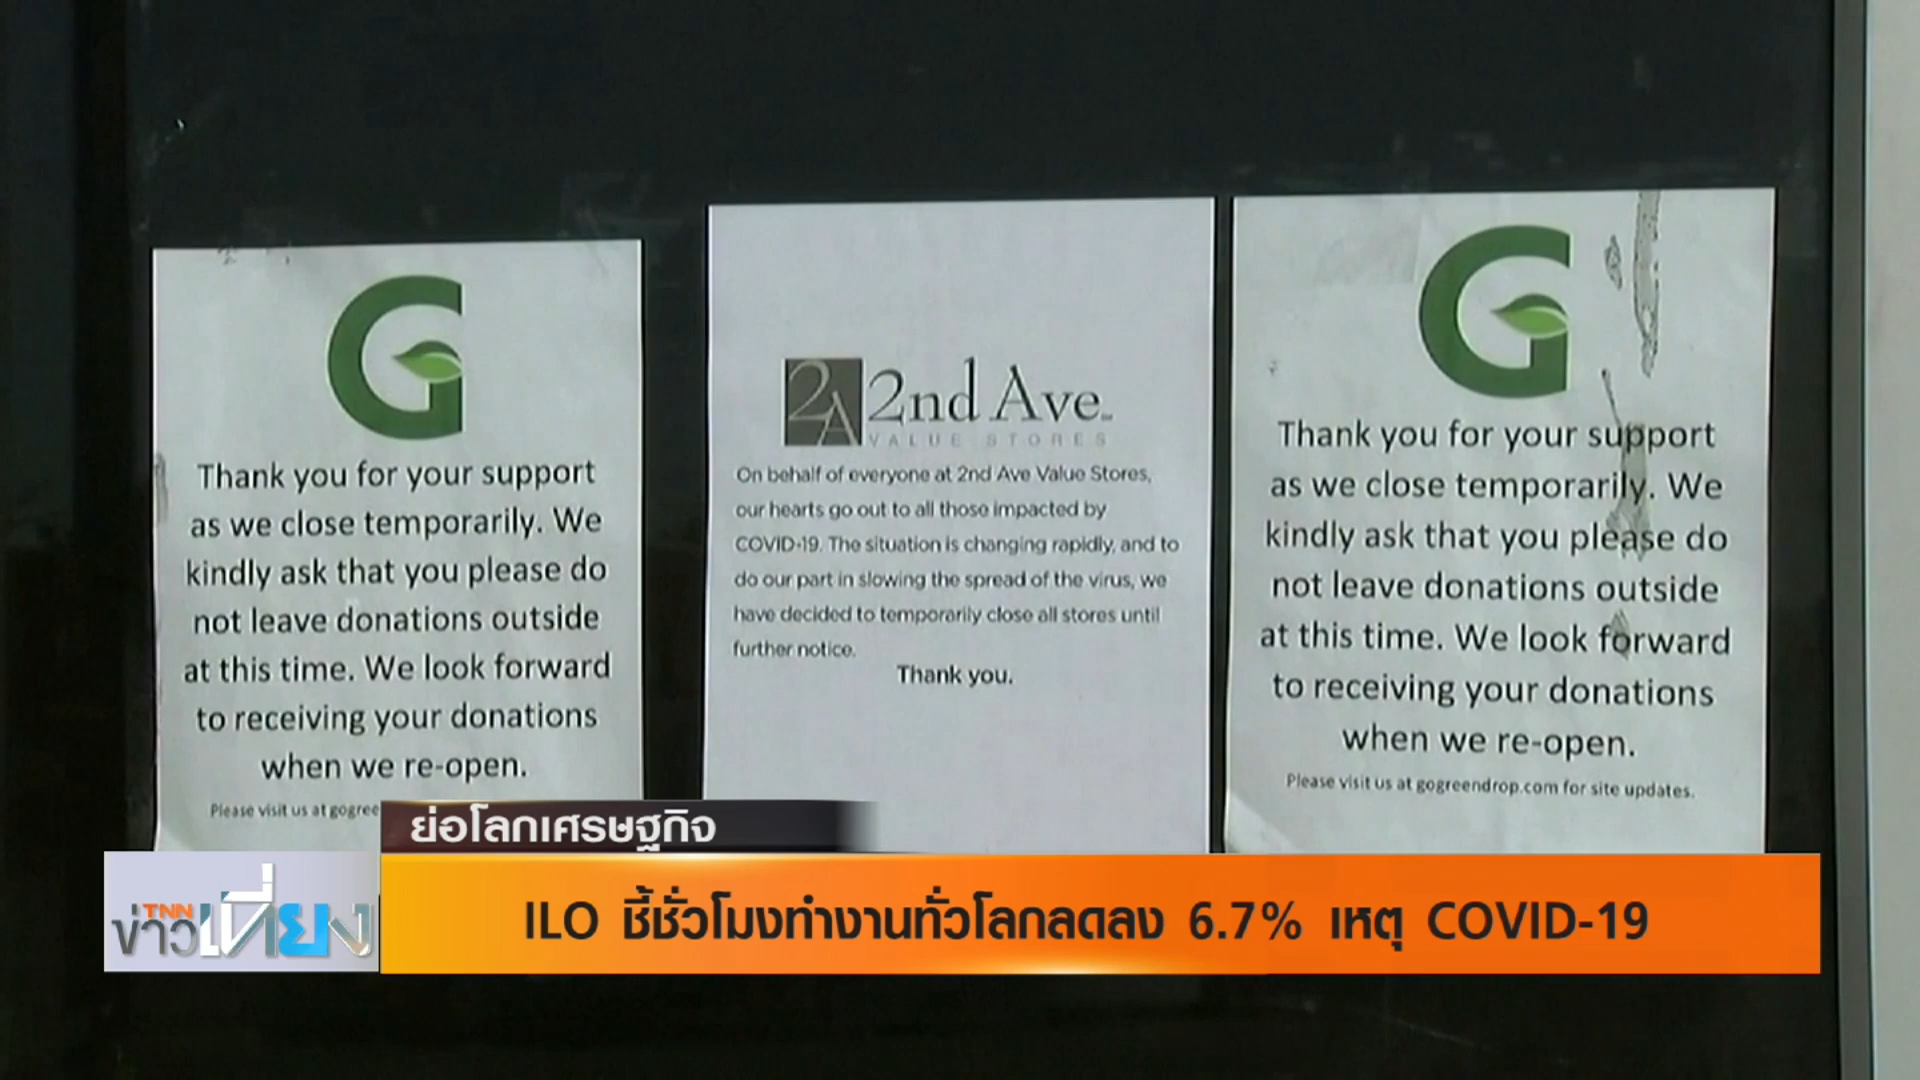 G
Thank you for your support
as we close temporarily. We
kindly ask that you please do
not leave donations outside
at this time. We look forward
to receiving your donations
when we re-open.
Please visit us at gogree
2A 2nd Ave.
VALUE STORES
On behalf of everyone at 2nd Ave Value Stores,
our hearts go out to all those impacted by
COVID-19. The situation is changing rapidly, and to
do our part in slowing the spread of the virus, we
have decided to temporarily close all stores until
further notice.
Thank you.
G
Thank you for your support
as we close temporarily. We
kindly ask that you please do
not leave donations outside
at this time. We look forward
to receiving your donations
when we re-open.
Please visit us at gogreendrop.com for site updates.
ย่อโลกเศรษฐกิจ
TNN
ข่าวเที่ยง
ILO ชี้ชั่วโมงทำงานทั่วโลกลดลง 6.7% เหตุ COVID-19